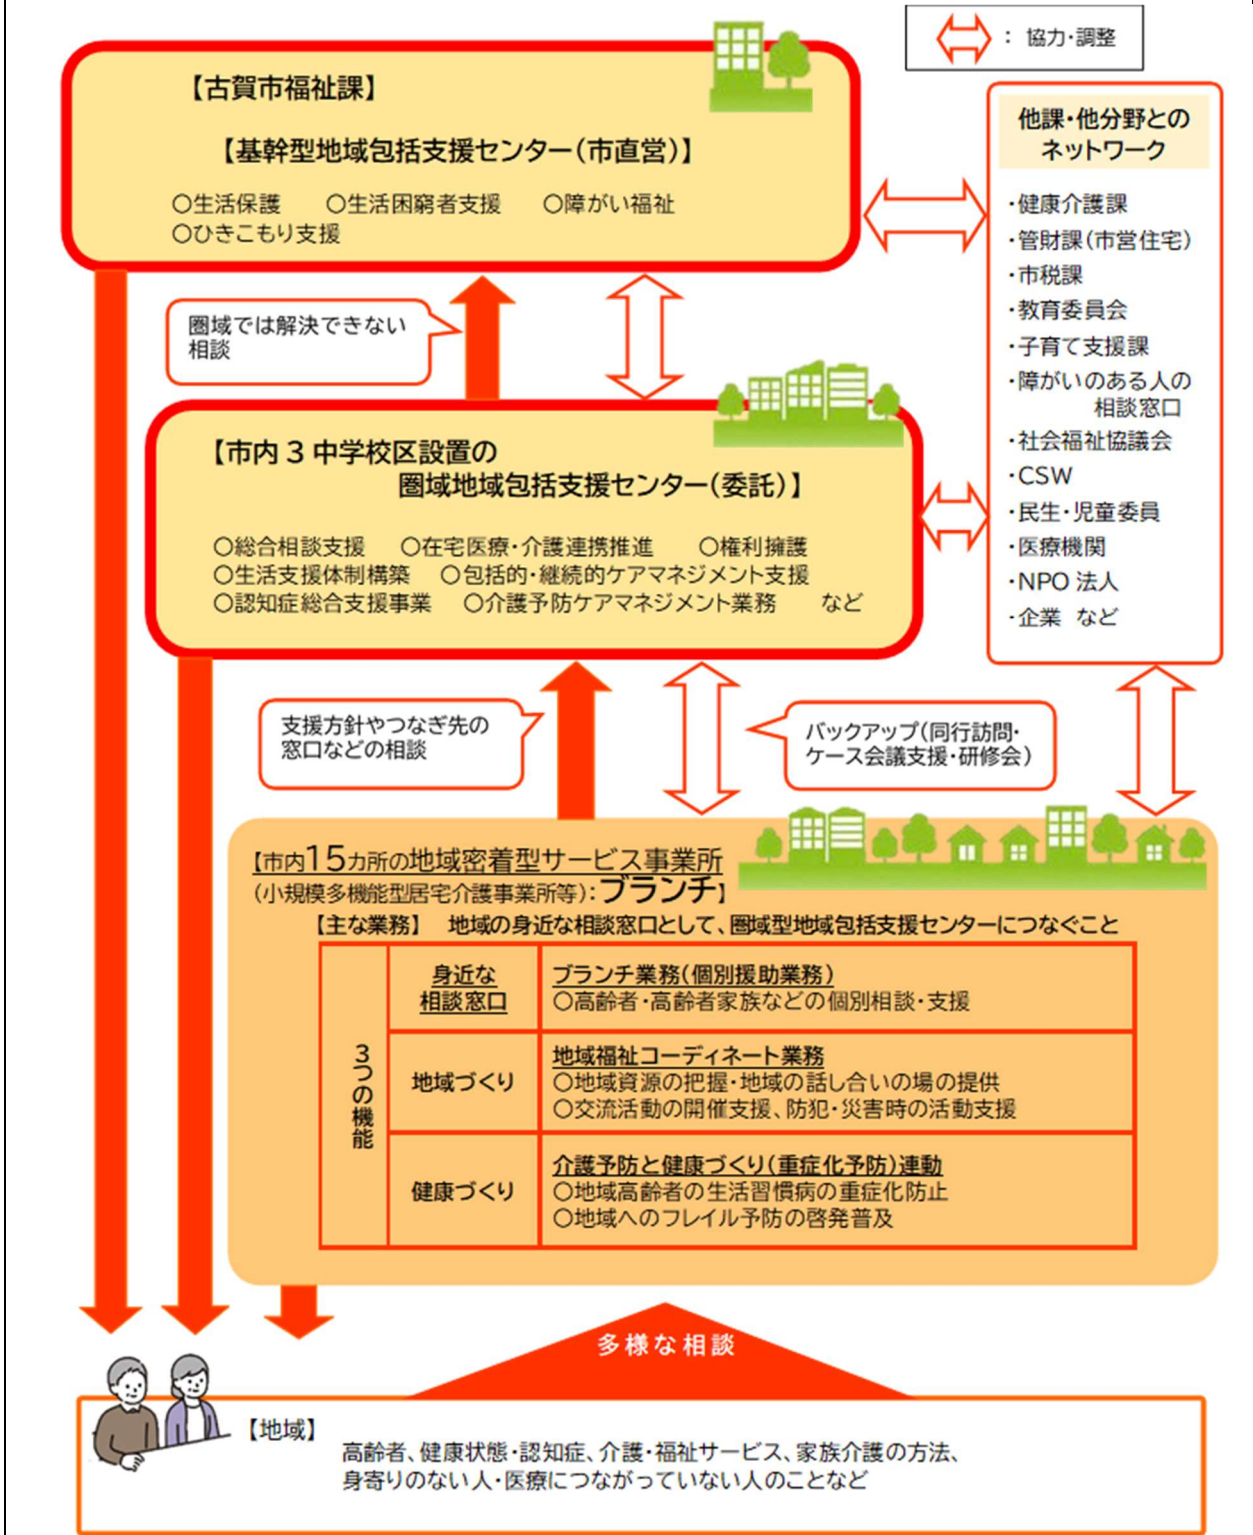 ： 協力・調整
【古賀市福祉課】
【基幹型地域包括支援センター（市直営）】
○生活保護　○生活困窮者支援　○障がい福祉
○ひきこもり支援
他課・他分野との
ネットワーク
・健康介護課
・管財課（市営住宅）
・市税課
・教育委員会
・子育て支援課
・障がいのある人の
相談窓口
・社会福祉協議会
・CSW
・民生・児童委員
・医療機関
・NPO 法人
・企業 など
圏域では解決できない
相談
【市内 3 中学校区設置の
圏域地域包括支援センター（委託）】
○総合相談支援　○在宅医療・介護連携推進　○権利擁護
○生活支援体制構築　○包括的・継続的ケアマネジメント支援
○認知症総合支援事業　○介護予防ケアマネジメント業務　など
支援方針やつなぎ先の
窓口などの相談
バックアップ（同行訪問・
ケース会議支援・研修会）
【市内15カ所の地域密着型サービス事業所
（小規模多機能型居宅介護事業所等）：ブランチ】
【主な業務】　地域の身近な相談窓口として、圏域型地域包括支援センターにつなぐこと
3つの機能
身近な
相談窓口
ブランチ業務（個別援助業務）
○高齢者・高齢者家族などの個別相談・支援
地域づくり
地域福祉コーディネート業務
○地域資源の把握・地域の話し合いの場の提供
○交流活動の開催支援、防犯・災害時の活動支援
健康づくり
介護予防と健康づくり（重症化予防）連動
○地域高齢者の生活習慣病の重症化防止
○地域へのフレイル予防の啓発普及
多様な相談
【地域】
高齢者、健康状態・認知症、介護・福祉サービス、家族介護の方法、
身寄りのない人・医療につながっていない人のことなど